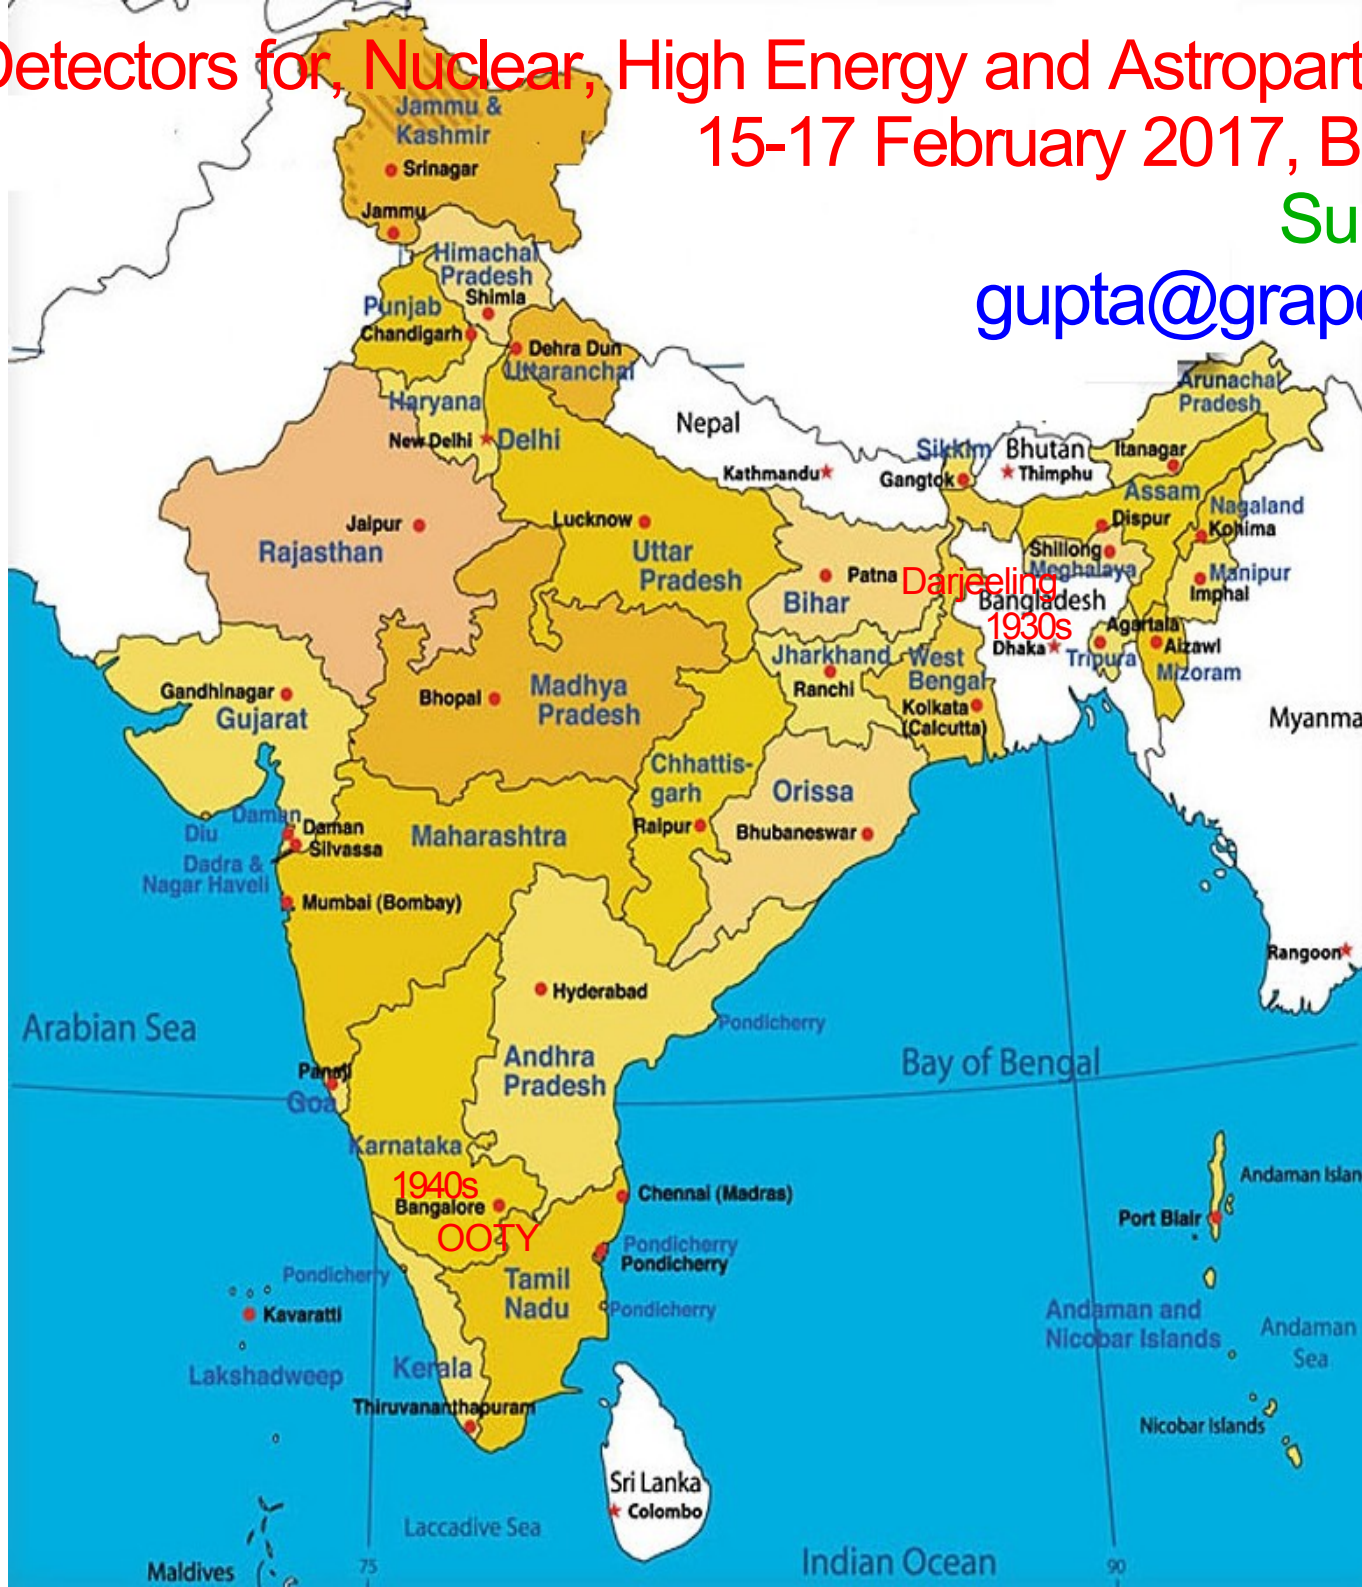 Detectors for, Nuclear, High Energy and Astropart
15-17 February 2017, B
Su
gupta@grap
Jammu &
Kashmir
Srinagar
Jammu
Himachal
Pradesh
Shimla
Punjab
Chandigarh
Dehra Dun
Uttaranchal
Haryana
New Delhi
Delhi
Nepal
Kathmandu
Sikkim
Gangtok
Bhutan
Thimphu
Arunachal
Pradesh
Itanagar
Assam
Dispur
Nagaland
Kohima
Shillong
Meghalaya
Manipur
Imphal
Jaipur
Rajasthan
Lucknow
Uttar
Pradesh
Patna
Bihar
Darjeeling
1930s
Bangladesh
Dhaka
Agartala
Tripura
Aizawl
Mizoram
Myanma
Gandhinagar
Gujarat
Bhopal
Madhya
Pradesh
Jharkhand
Ranchi
West
Bengal
Kolkata
(Calcutta)
Chhattis-
garh
Raipur
Orissa
Bhubaneswar
Daman
Diu
Daman
Silvassa
Dadra &
Nagar Haveli
Maharashtra
Mumbai (Bombay)
Rangoon
Hyderabad
Arabian Sea
Andhra
Pradesh
Pondicherry
Bay of Bengal
Panaji
Goa
Karnataka
1940s
Bangalore
OOTY
Chennai (Madras)
Andaman Islan
Port Blair
Pondicherry
Pondicherry
Pondicherry
Tamil
Nadu
Pondicherry
Kavaratti
Lakshadweep
Kerala
Thiruvananthapuram
Andaman and
Nicobar Islands
Andaman
Sea
Nicobar Islands
Sri Lanka
Colombo
Laccadive Sea
Maldives
75
Indian Ocean
90